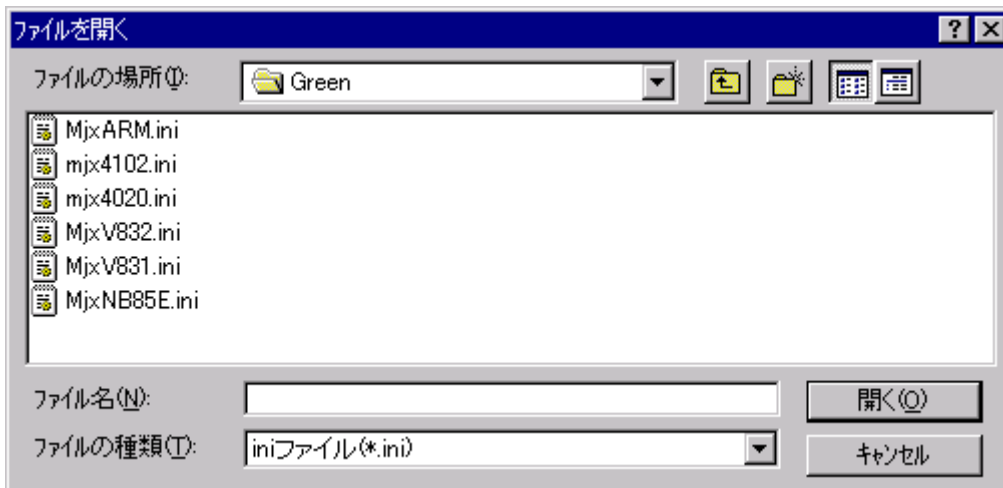 ファイルを開く
ファイルの場所(I): Green
MjxARM.ini
mjx4102.ini
mjx4020.ini
MjxV832.ini
MjxV831.ini
MjxNB85E.ini
ファイル名(N): 開く(O)
ファイルの種類(T): iniファイル(*.ini) キャンセル